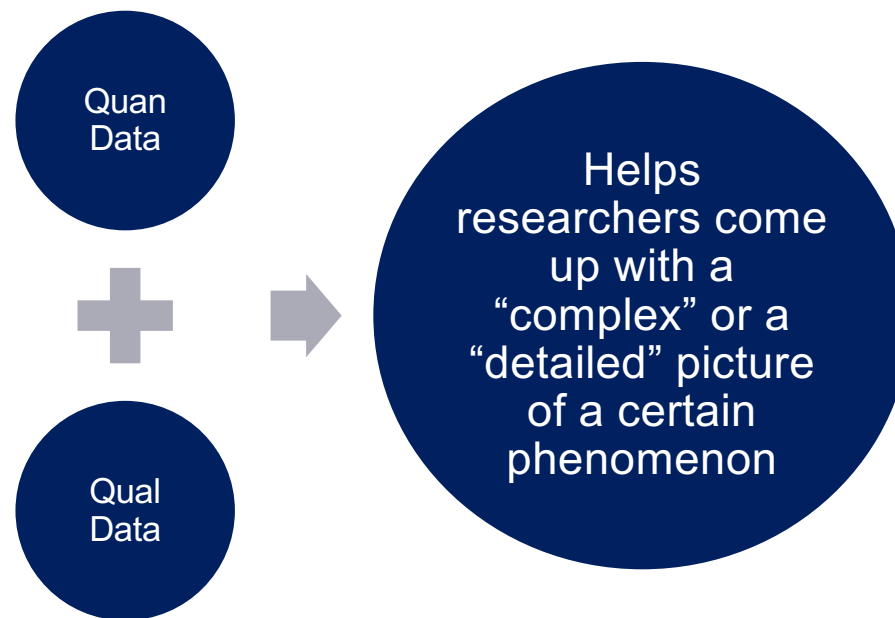 Quan
Data
Qual
Data
Helps
researchers come
up with a
“complex” or a
“detailed” picture
of a certain
phenomenon